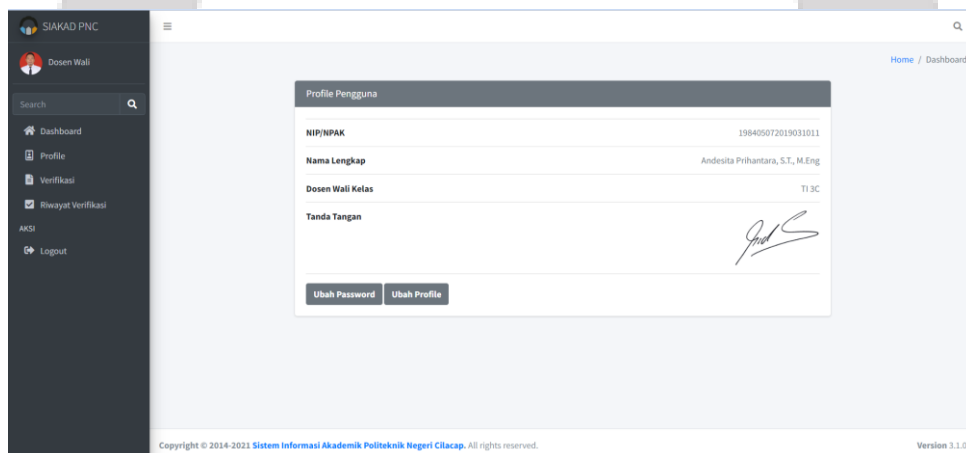 SIAKAD PNC
Dosen Wali
Search
Dashboard
Profile
Verifikasi
Riwayat Verifikasi
AKSI
Logout
Home / Dashboard
Profile Pengguna
NIP/NPAK 198405072019031011
Nama Lengkap Andesita Prihantara, S.T., M.Eng
Dosen Wali Kelas TI 3C
Tanda Tangan
Ubah Password Ubah Profile
Copyright © 2014-2021 Sistem Informasi Akademik Politeknik Negeri Cilacap. All rights reserved. Version 3.1.0